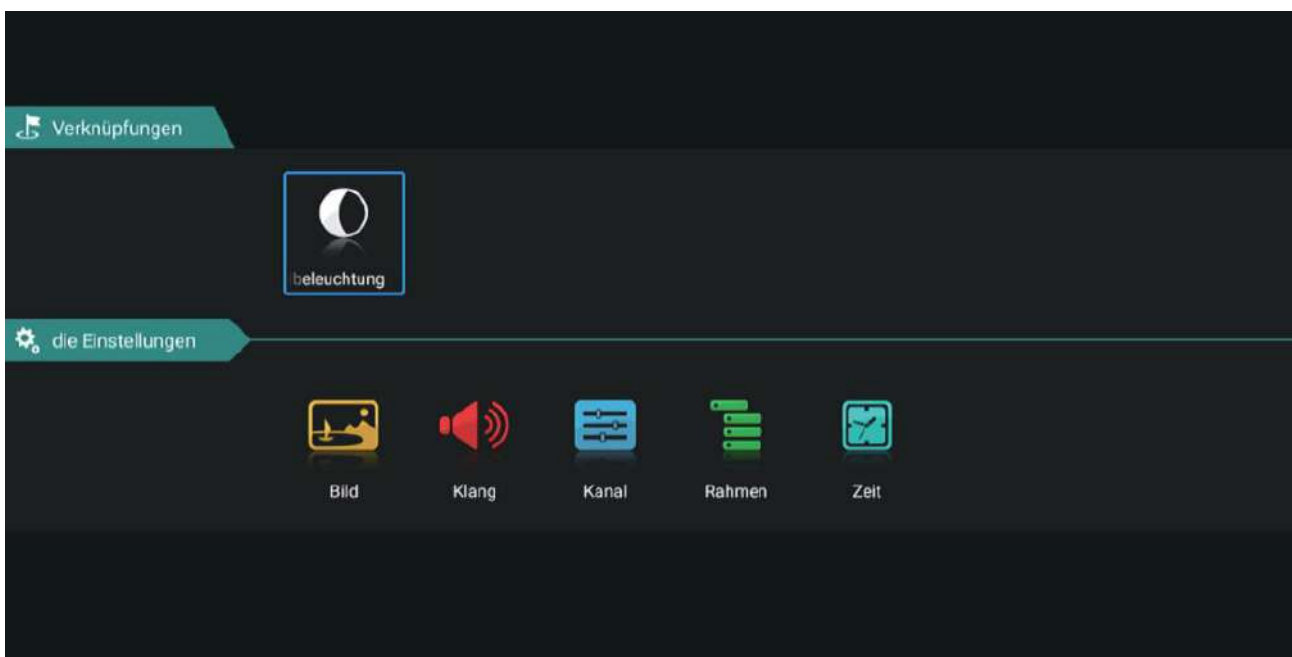 Verknüpfungen
beleuchtung
die Einstellungen
Bild
Klang
Kanal
Rahmen
Zeit